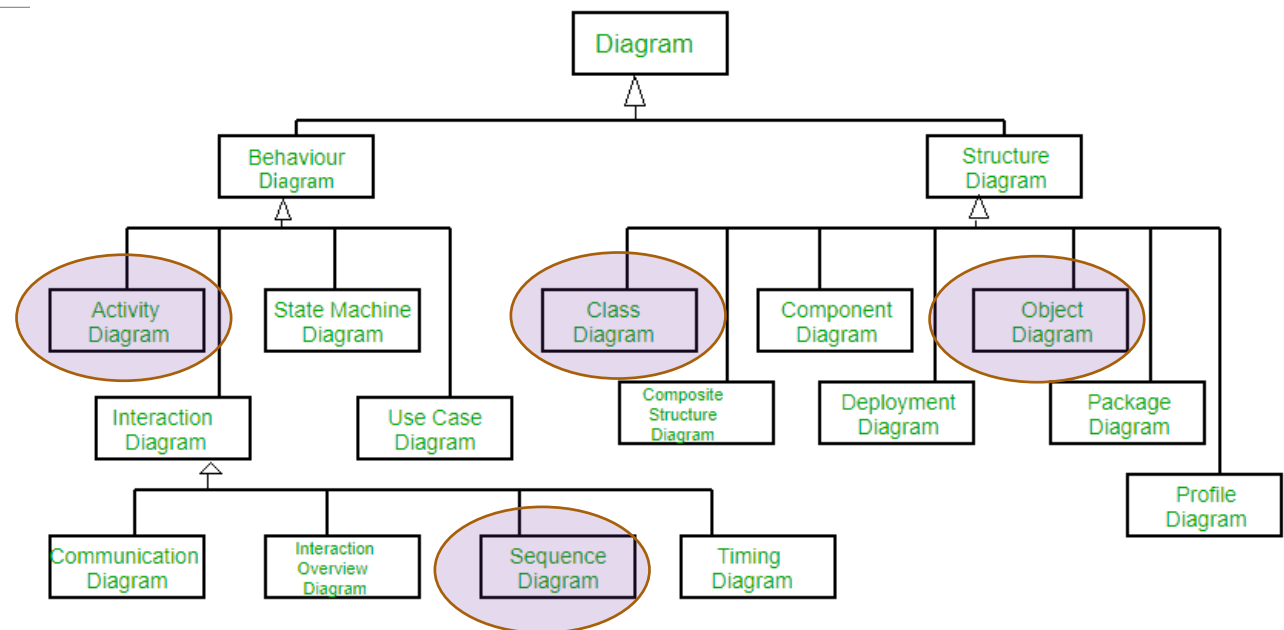 Diagram
Behaviour
Diagram
Structure
Diagram
Activity
Diagram
State Machine
Diagram
Class
Diagram
Component
Diagram
Object
Diagram
Interaction
Diagram
Use Case
Diagram
Composite
Structure
Diagram
Deployment
Diagram
Package
Diagram
Profile
Diagram
Communication
Diagram
Interaction
Overview
Diagram
Sequence
Diagram
Timing
Diagram